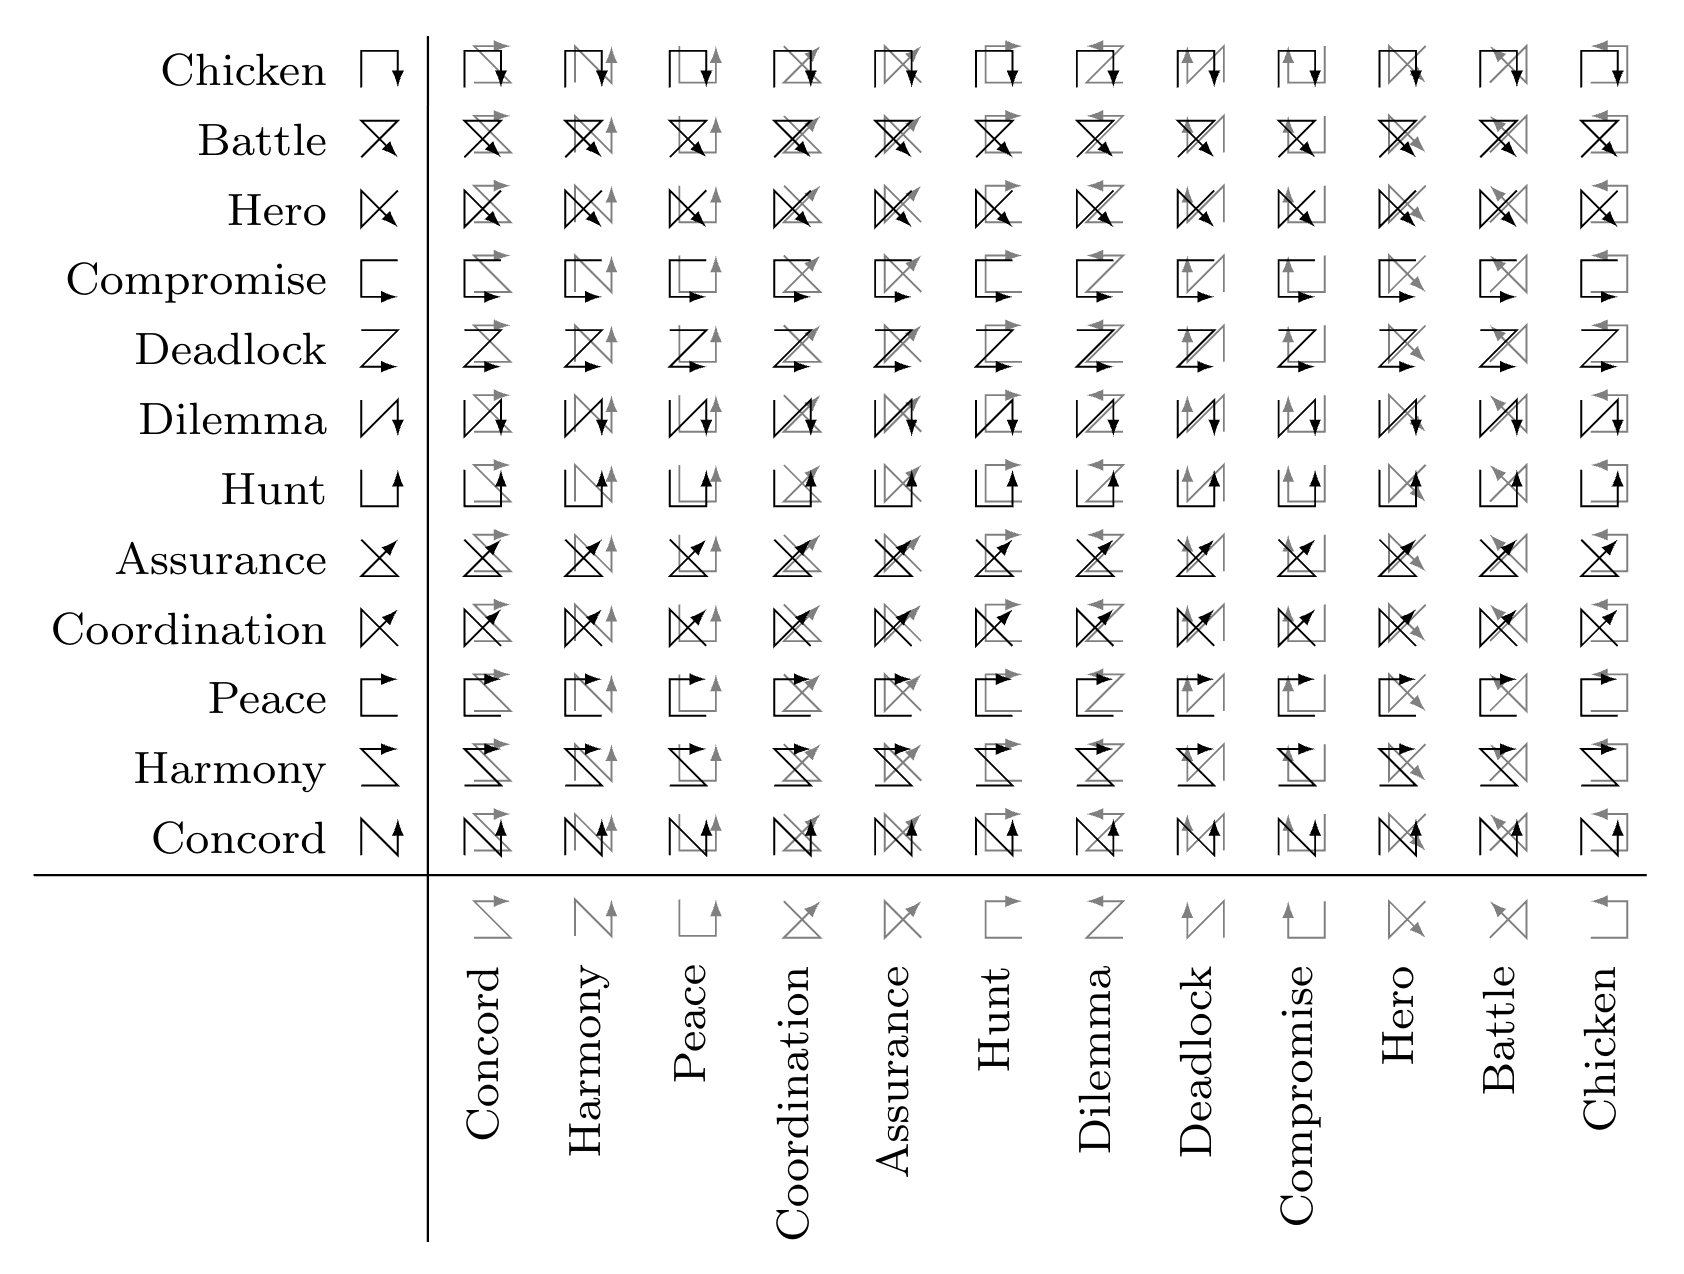 Chicken
Battle
Hero
Compromise
Deadlock
Dilemma
Hunt
Assurance
Coordination
Peace
Harmony
Concord
Concord
Harmony
Peace
Coordination
Assurance
Hunt
Dilemma
Deadlock
Compromise
Hero
Battle
Chicken